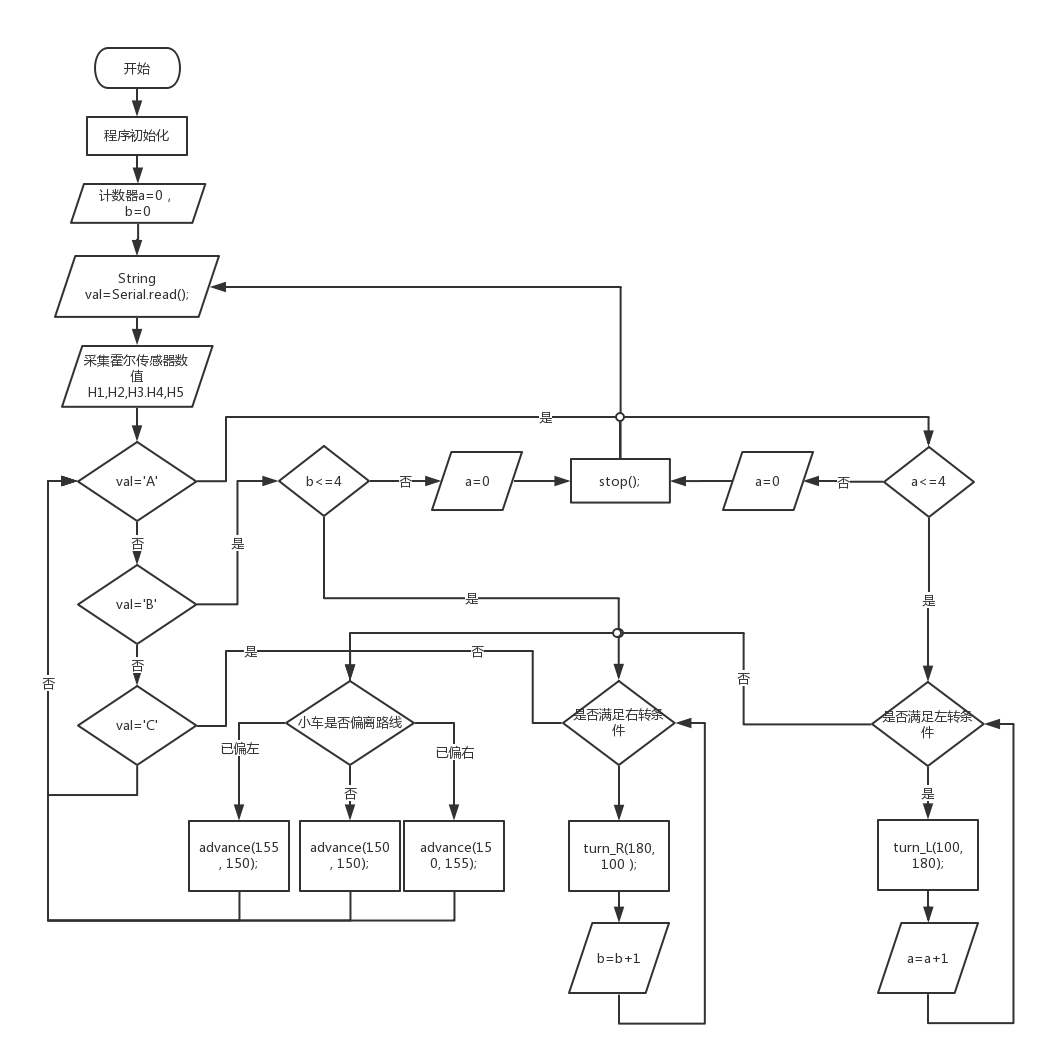 开始
程序初始化
计数器a=0，
b=0
String
val=Serial.read();
采集霍尔传感器数
值
H1,H2,H3.H4,H5
是
val='A'
b<=4
否
a=0
stop();
a=0
否
a<=4
否
是
val='B'
是
是
否
是
否
否
否
val='C'
小车是否偏离路线
是否满足右转条
件
是否满足左转条
件
已偏左
已偏右
否
是
advance(155
, 150);
advance(150
, 150);
advance(15
0, 155);
turn_R(180,
100 );
turn_L(100,
180);
b=b+1
a=a+1